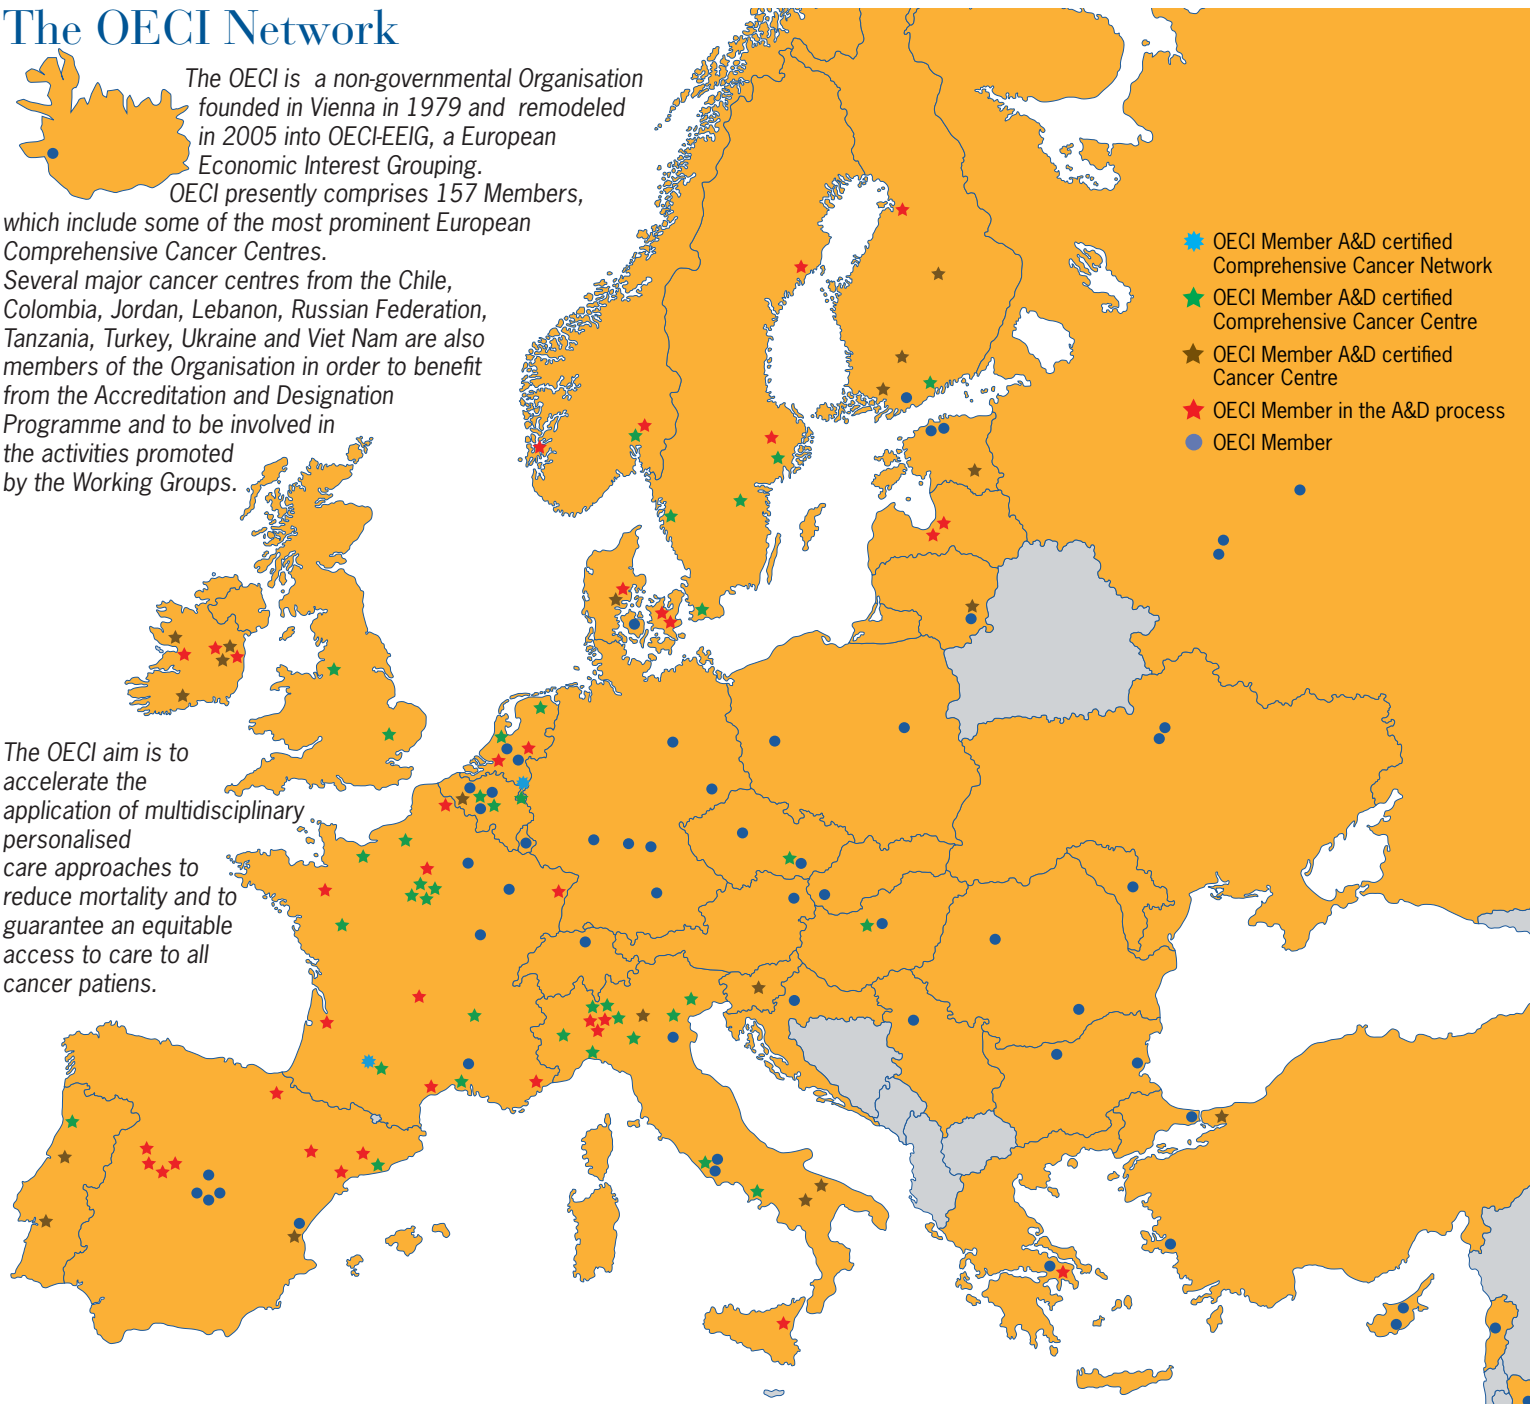 The OECI Network
The OECI is a non-governmental Organisation
founded in Vienna in 1979 and remodeled
in 2005 into OECI-EEIG, a European
Economic Interest Grouping.
OECI presently comprises 157 Members,
which include some of the most prominent European
Comprehensive Cancer Centres.
Several major cancer centres from the Chile,
Colombia, Jordan, Lebanon, Russian Federation,
Tanzania, Turkey, Ukraine and Viet Nam are also
members of the Organisation in order to benefit
from the Accreditation and Designation
Programme and to be involved in
the activities promoted
by the Working Groups.
OECI Member A&D certified
Comprehensive Cancer Network
OECI Member A&D certified
Comprehensive Cancer Centre
OECI Member A&D certified
Cancer Centre
OECI Member in the A&D process
OECI Member
The OECI aim is to
accelerate the
application of multidisciplinary
personalised
care approaches to
reduce mortality and to
guarantee an equitable
access to care to all
cancer patiens.